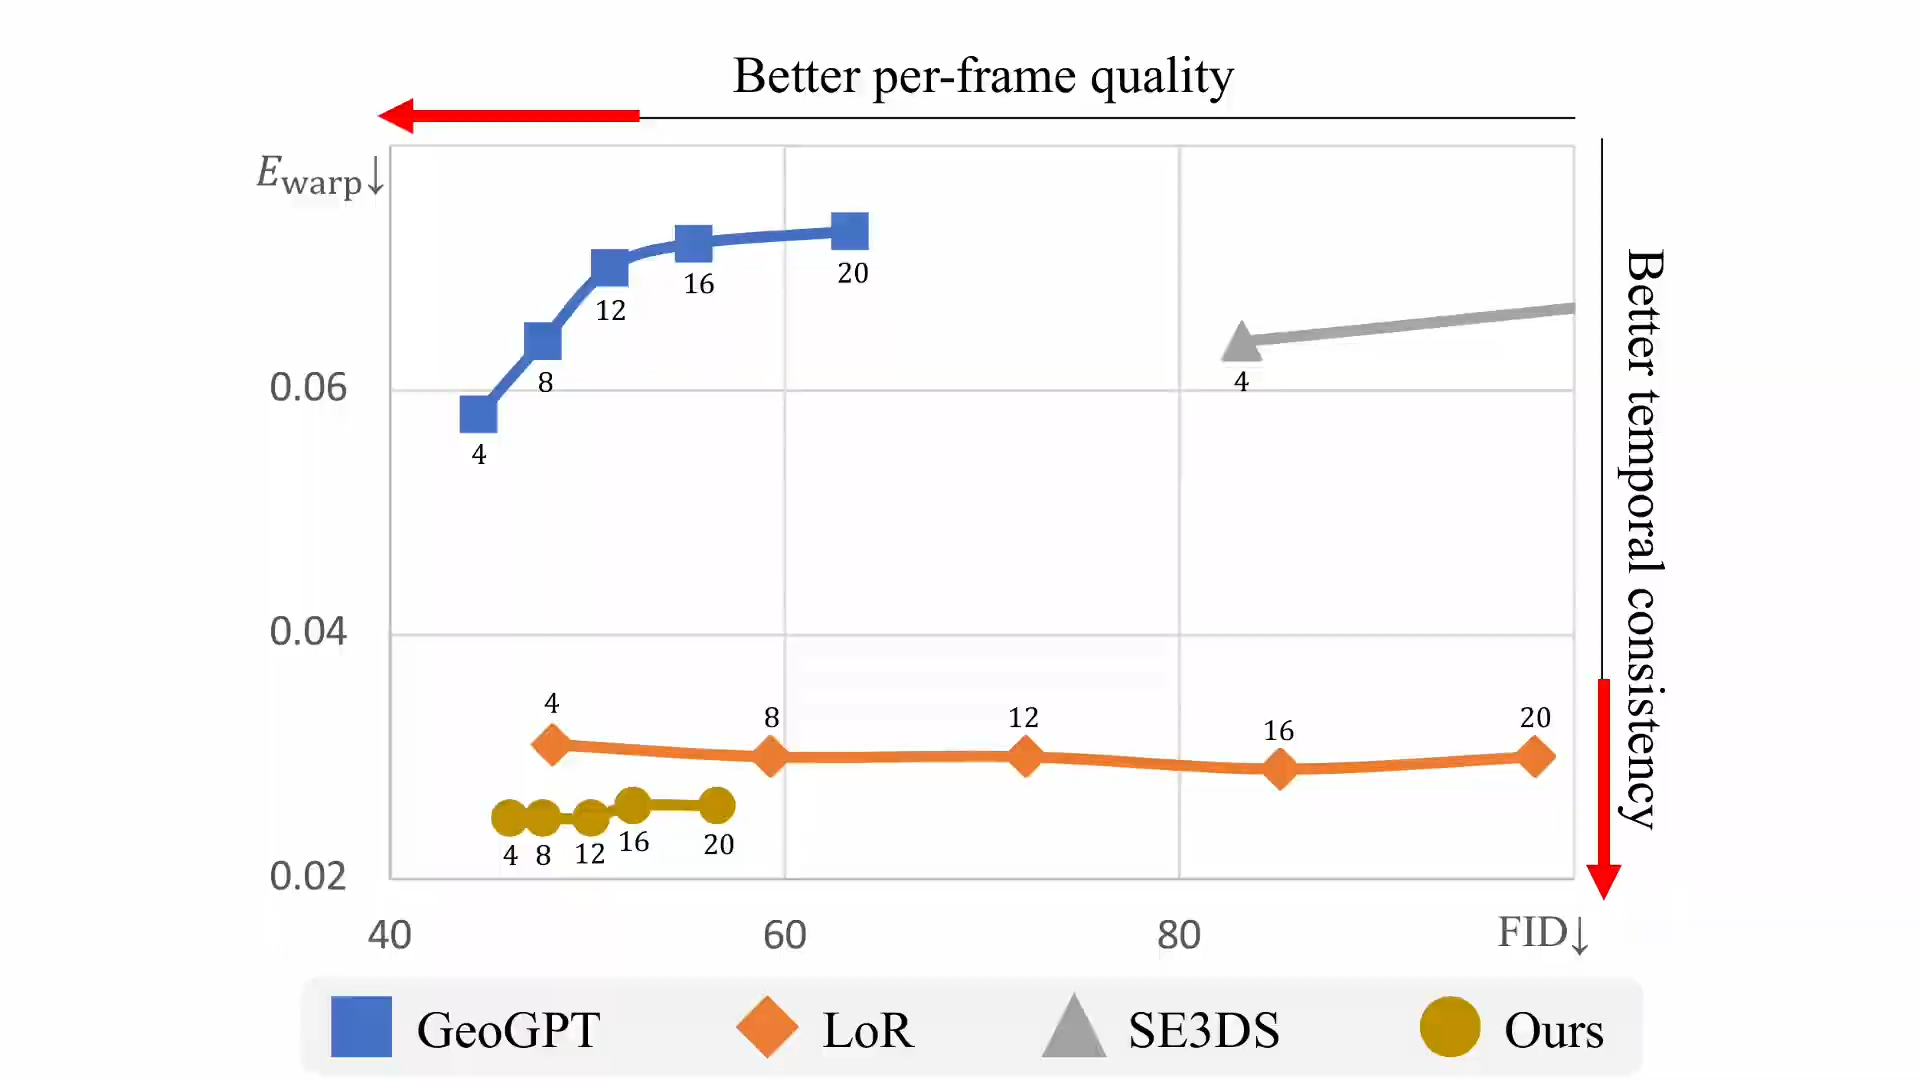 Better per-frame quality
Ewarp↓
20
16
12
8
4
4
0.06
0.04
0.02
4
8
12
16
20
4
8
12
16
20
40
60
80
FID↓
Better temporal consistency
GeoGPT
LoR
SE3DS
Ours